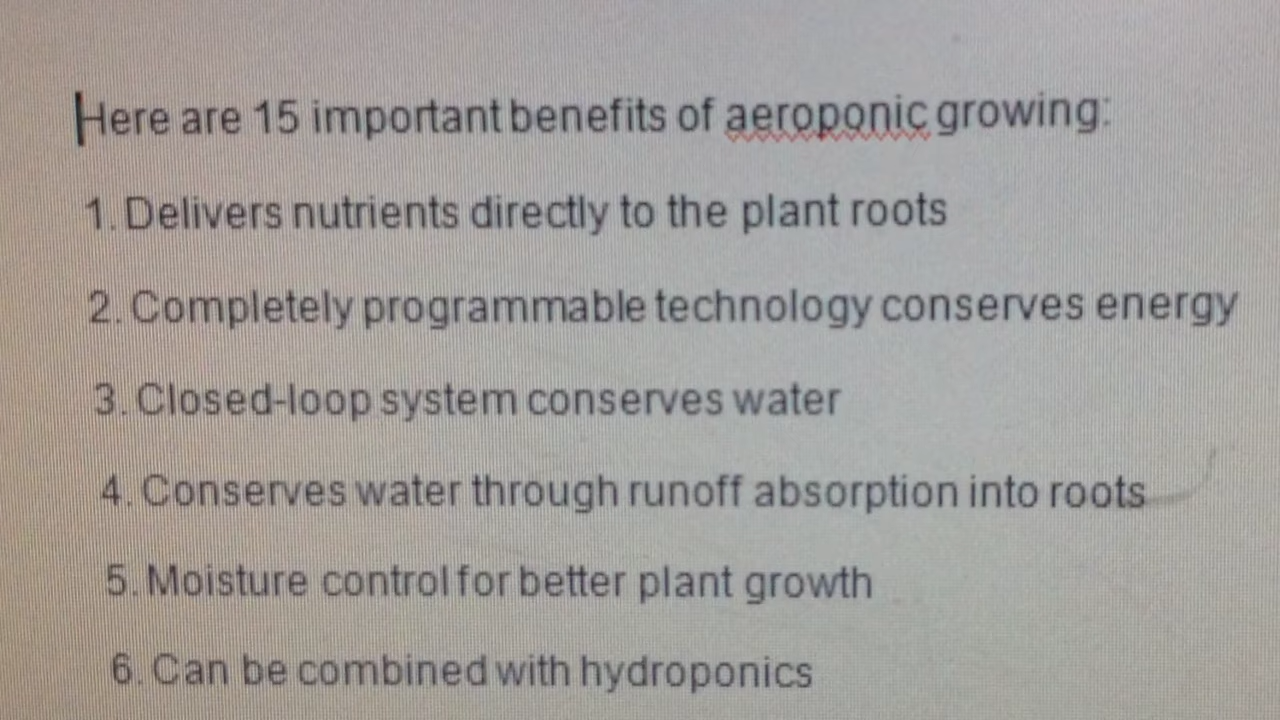 Here are 15 important benefits of aeroponic growing:
1. Delivers nutrients directly to the plant roots
2. Completely programmable technology conserves energy
3. Closed-loop system conserves water
4. Conserves water through runoff absorption into roots
5. Moisture control for better plant growth
6. Can be combined with hydroponics